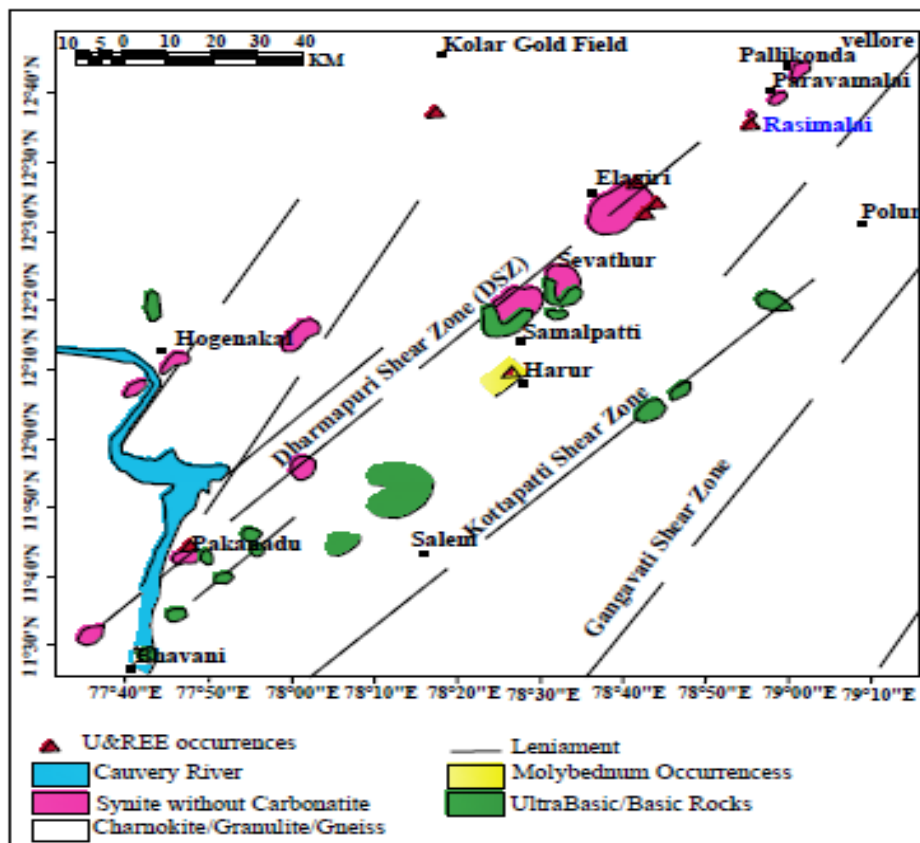 10 5 0 10 20 30 40
KM
Kolar Gold Field
vellore
Pallikonda
Paravamalai
Rasimalai
Elagiri
Polur
Sevathur
Dharmapuri Shear Zone (DSZ)
Samalpatti
Hogenakal
Harur
Kottapatti Shear Zone
Gangavati Shear Zone
Salem
Pakanadu
Bhavani
12°40'N
12°30'N
12°30'N
12°20'N
12°10'N
12°00'N
11°50'N
11°40'N
11°30'N
77°40"E 77°50"E 78°00"E 78°10"E 78°20"E 78°30"E 78°40"E 78°50"E 79°00"E 79°10"E
U&REE occurrences
Leniament
Cauvery River
Molybednum Occurrencess
Synite without Carbonatite
UltraBasic/Basic Rocks
Charnokite/Granulite/Gneiss